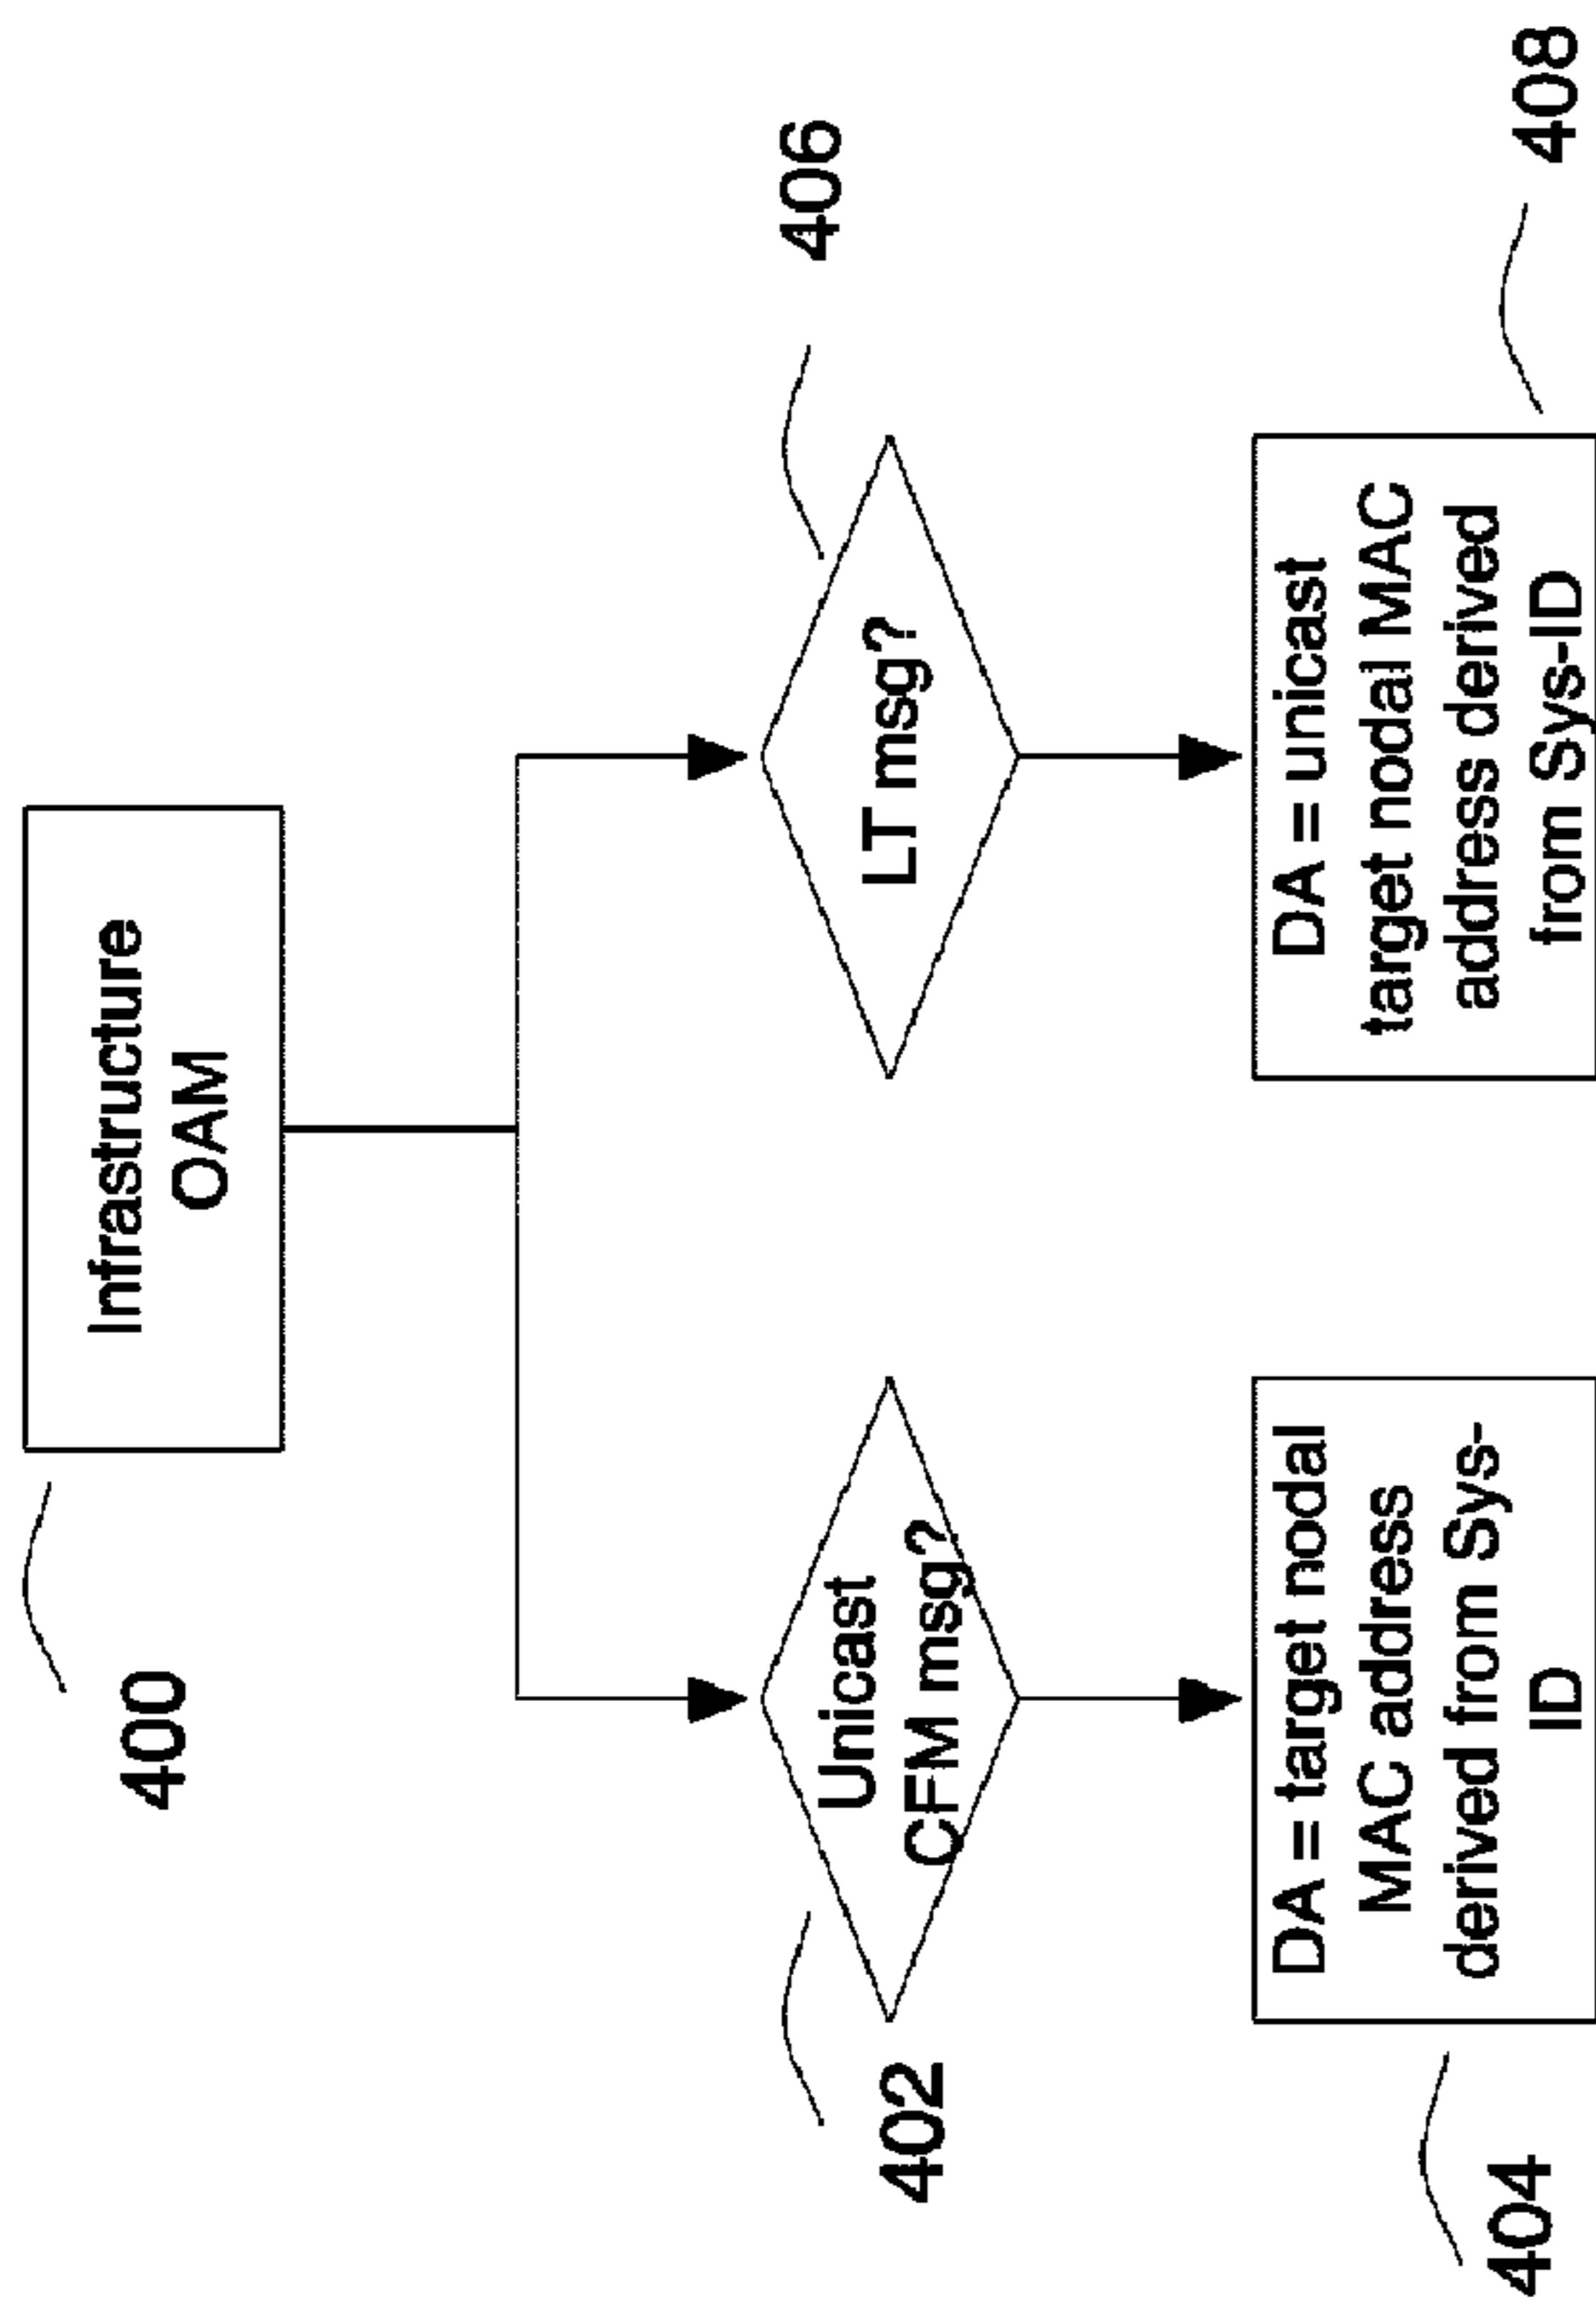 400
Infrastructure
OAM
402
Unicast
CFM msg?
406
LT msg?
404
DA = target nodal
MAC address
derived from Sys-
ID
408
DA = unicast
target nodal MAC
address derived
from Sys-ID